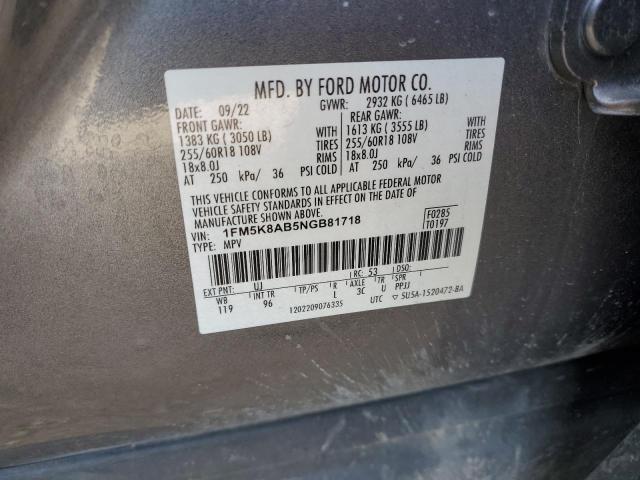 MFD. BY FORD MOTOR CO.
DATE: 09/22 GVWR: 2932 KG ( 6465 LB)
FRONT GAWR: REAR GAWR:
1383 KG ( 3050 LB) WITH 1613 KG ( 3555 LB) WITH
255/60R18 108V TIRES 255/60R18 108V TIRES
18x8.0J RIMS 18x8.0J RIMS
AT 250 kPa/ 36 PSI COLD AT 250 kPa/ 36 PSI COLD
THIS VEHICLE CONFORMS TO ALL APPLICABLE FEDERAL MOTOR
VEHICLE SAFETY STANDARDS IN EFFECT ON THE DATE OF
MANUFACTURE SHOWN ABOVE.
VIN: 1FM5K8AB5NGB81718 F0285
TYPE: MPV T0197
EXT PNT: UJ RC: 53 DSO:
WB INT TR TP/PS R AXLE TR SPR
119 96 L 3C U PPJJ
1202209076335 UTC ▽ 5U5A-1520472-BA